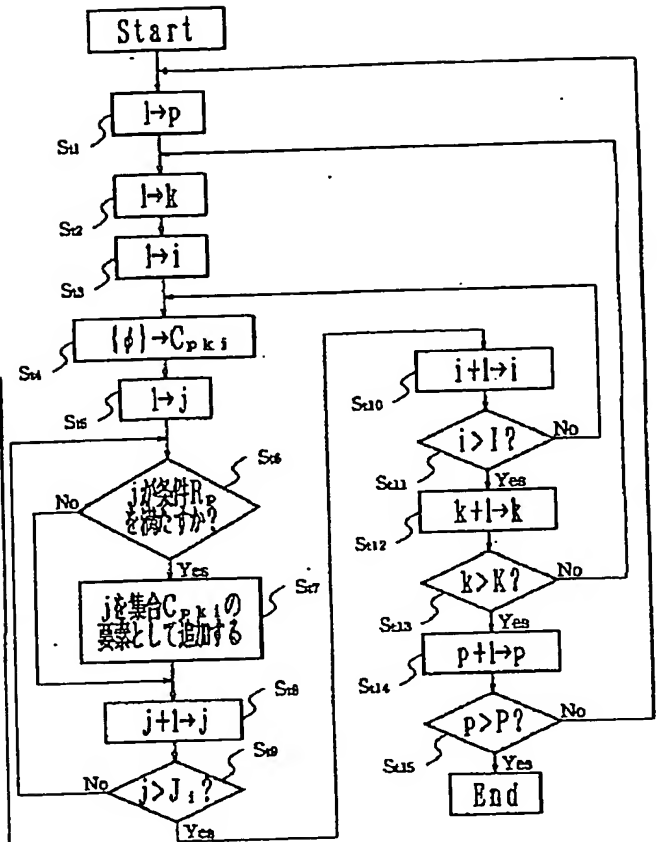 Start
1→p
St1
1→k
St2
1→i
St3
{φ}→Cpki
St4
1→j
St5
jが条件Rp
を満たすか?
St6
No
Yes
jを集合Cpkiの
要素として追加する
St7
j+1→j
St8
j>Ji?
St9
No
Yes
i+1→i
St10
i>I?
No
St11
Yes
k+1→k
St12
k>K?
No
St13
Yes
p+1→p
St14
p>P?
No
St15
Yes
End